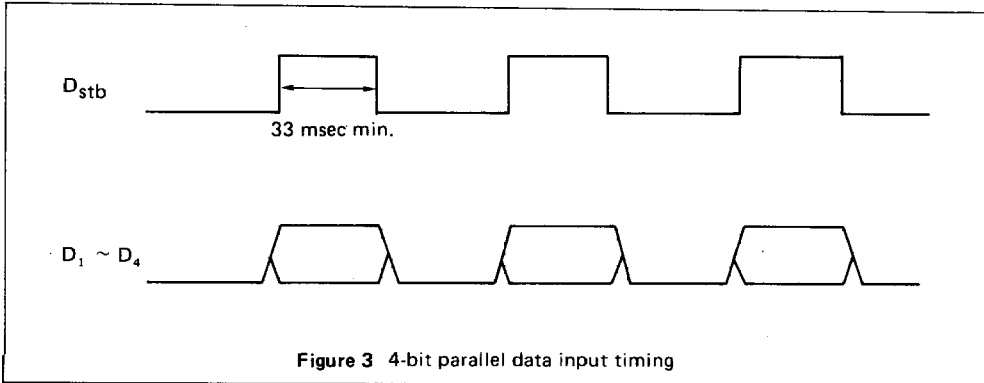 Dstb
33 msec min.
D1 ~ D4
Figure 3 4-bit parallel data input timing